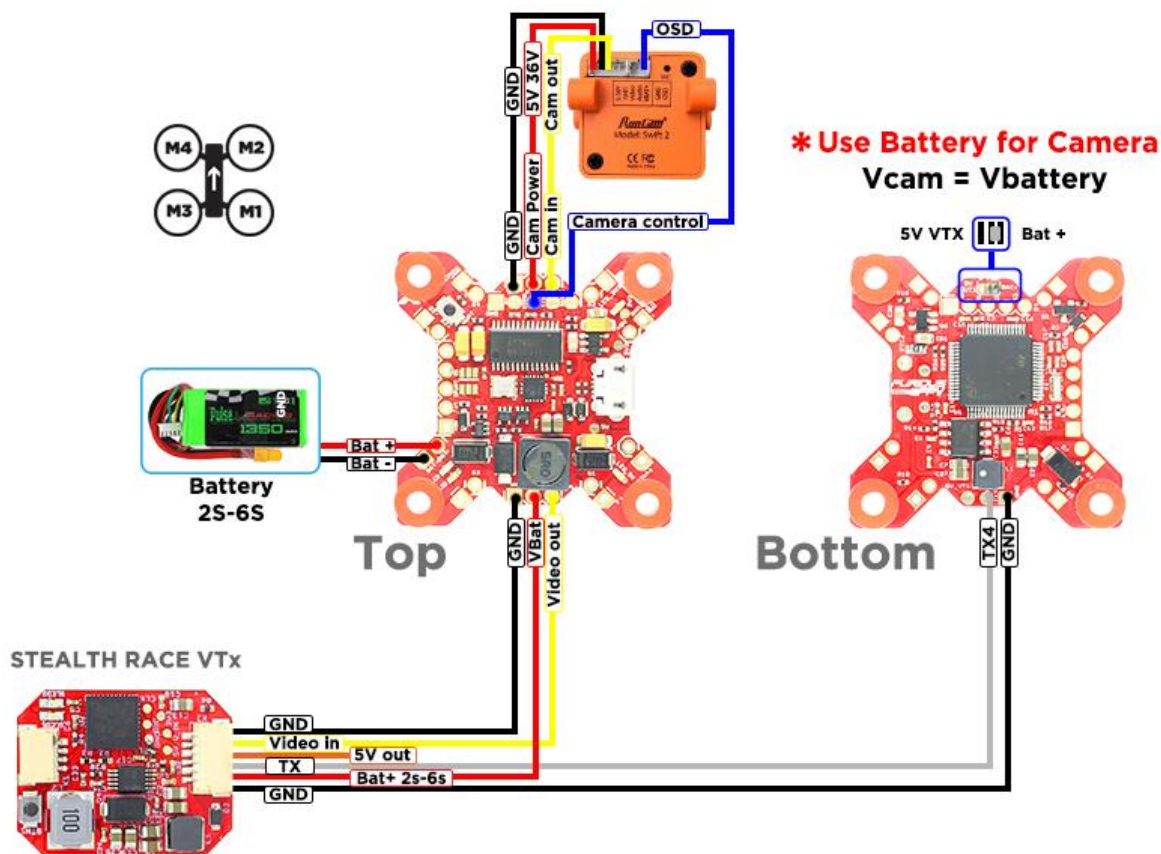 OSD
GND
5V 36V
Cam out
RunCam
Model: Swift 2
M4
M2
M3
M1
* Use Battery for Camera
Vcam = Vbattery
GND
Cam Power
Cam in
Camera control
5V VTX
Bat +
GND
1350
Bat +
Bat -
Battery
2S-6S
5R0
GND
VBat
Video out
TX4
GND
Top
Bottom
STEALTH RACE VTx
GND
Video in
5V out
TX
Bat+ 2s-6s
GND
100